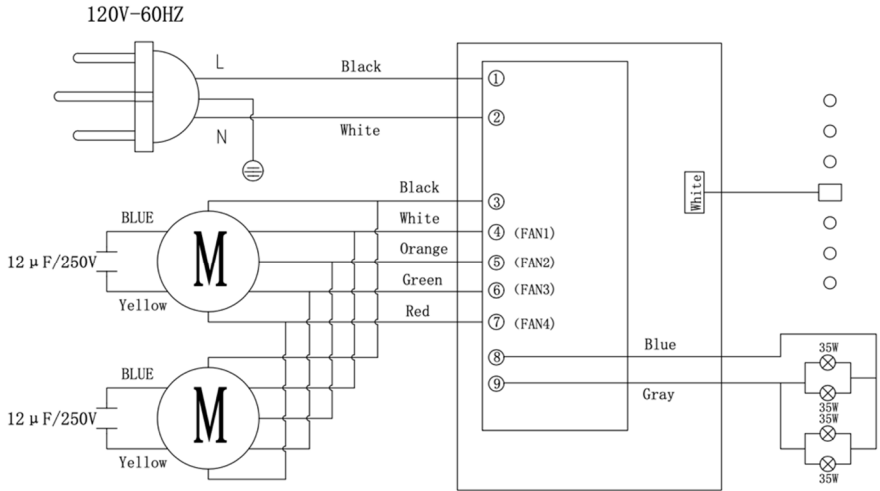 120V-60HZ
L
Black
①
N
White
②
Black
③
BLUE
White
④ (FAN1)
White
12μF/250V
M
Orange
⑤ (FAN2)
Green
⑥ (FAN3)
Yellow
Red
⑦ (FAN4)
⑧
Blue
35W
BLUE
⑨
Gray
35W
35W
12μF/250V
M
Yellow
35W